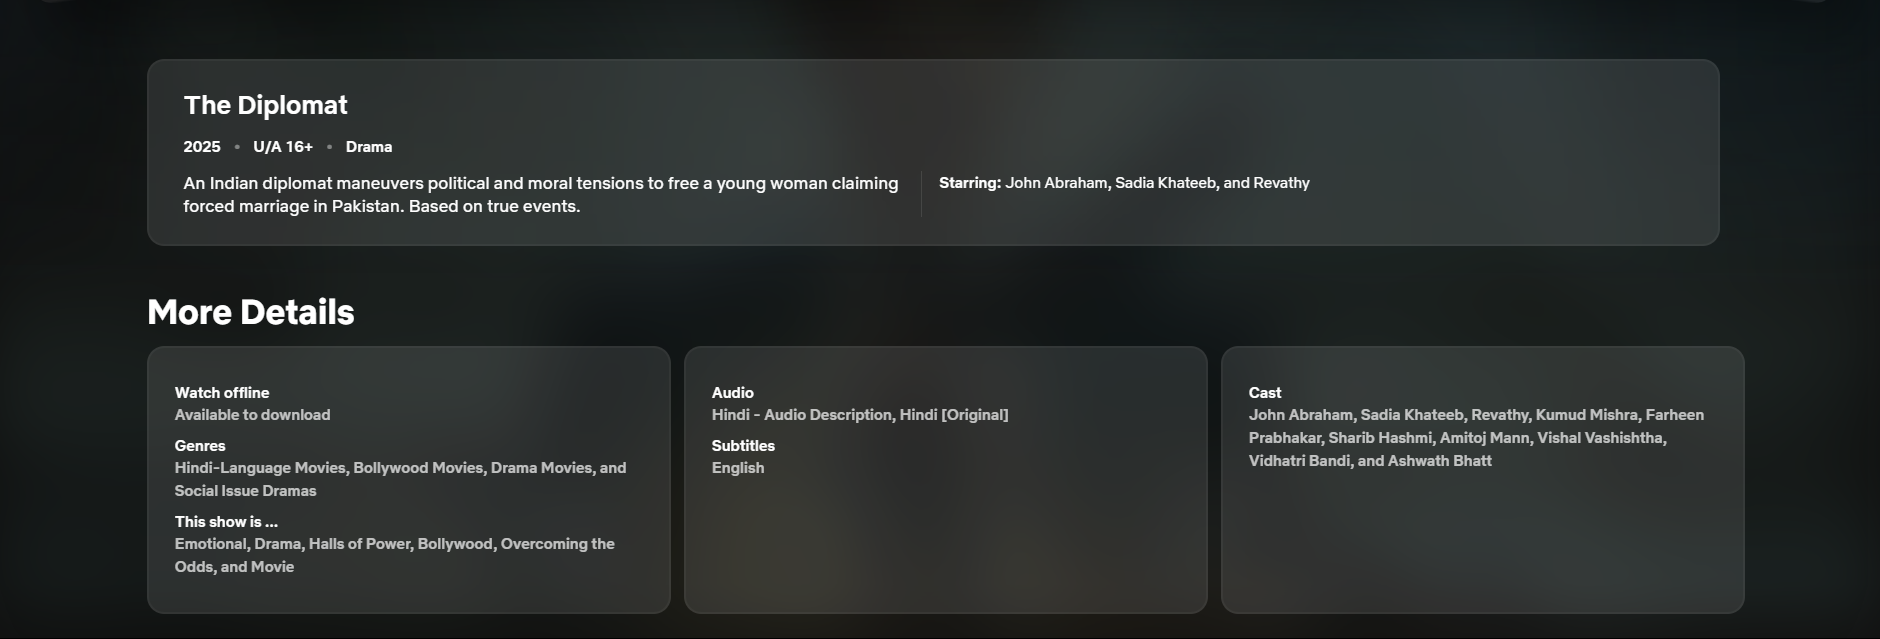 The Diplomat
2025 • U/A 16+ • Drama
An Indian diplomat maneuvers political and moral tensions to free a young woman claiming
forced marriage in Pakistan. Based on true events.
Starring: John Abraham, Sadia Khateeb, and Revathy
More Details
Watch offline
Available to download
Genres
Hindi-Language Movies, Bollywood Movies, Drama Movies, and
Social Issue Dramas
This show is ...
Emotional, Drama, Halls of Power, Bollywood, Overcoming the
Odds, and Movie
Audio
Hindi - Audio Description, Hindi [Original]
Subtitles
English
Cast
John Abraham, Sadia Khateeb, Revathy, Kumud Mishra, Farheen
Prabhakar, Sharib Hashmi, Amitoj Mann, Vishal Vashishtha,
Vidhatri Bandi, and Ashwath Bhatt